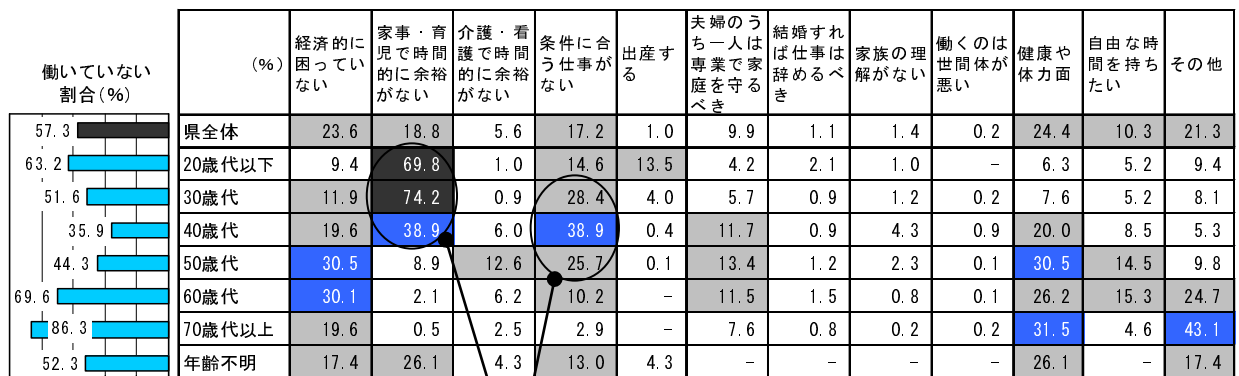 働いていない
割合(%)
(%) 経済的に困っていない 家事・育児で時間的に余裕がない 介護・看護で時間的に余裕がない 条件に合う仕事がない 出産する 夫婦のうち一人は専業で家庭を守るべき 結婚すれば仕事は辞めるべき 家族の理解がない 働くのは世間体が悪い 健康や体力面 自由な時間を持ちたい その他
57.3 県全体 23.6 18.8 5.6 17.2 1.0 9.9 1.1 1.4 0.2 24.4 10.3 21.3
63.2 20歳代以下 9.4 69.8 1.0 14.6 13.5 4.2 2.1 1.0 － 6.3 5.2 9.4
51.6 30歳代 11.9 74.2 0.9 28.4 4.0 5.7 0.9 1.2 0.2 7.6 5.2 8.1
35.9 40歳代 19.6 38.9 6.0 38.9 0.4 11.7 0.9 4.3 0.9 20.0 8.5 5.3
44.3 50歳代 30.5 8.9 12.6 25.7 0.1 13.4 1.2 2.3 0.1 30.5 14.5 9.8
69.6 60歳代 30.1 2.1 6.2 10.2 － 11.5 1.5 0.8 0.1 26.2 15.3 24.7
86.3 70歳代以上 19.6 0.5 2.5 2.9 － 7.6 0.8 0.2 0.2 31.5 4.6 43.1
52.3 年齢不明 17.4 26.1 4.3 13.0 4.3 － － － － 26.1 － 17.4